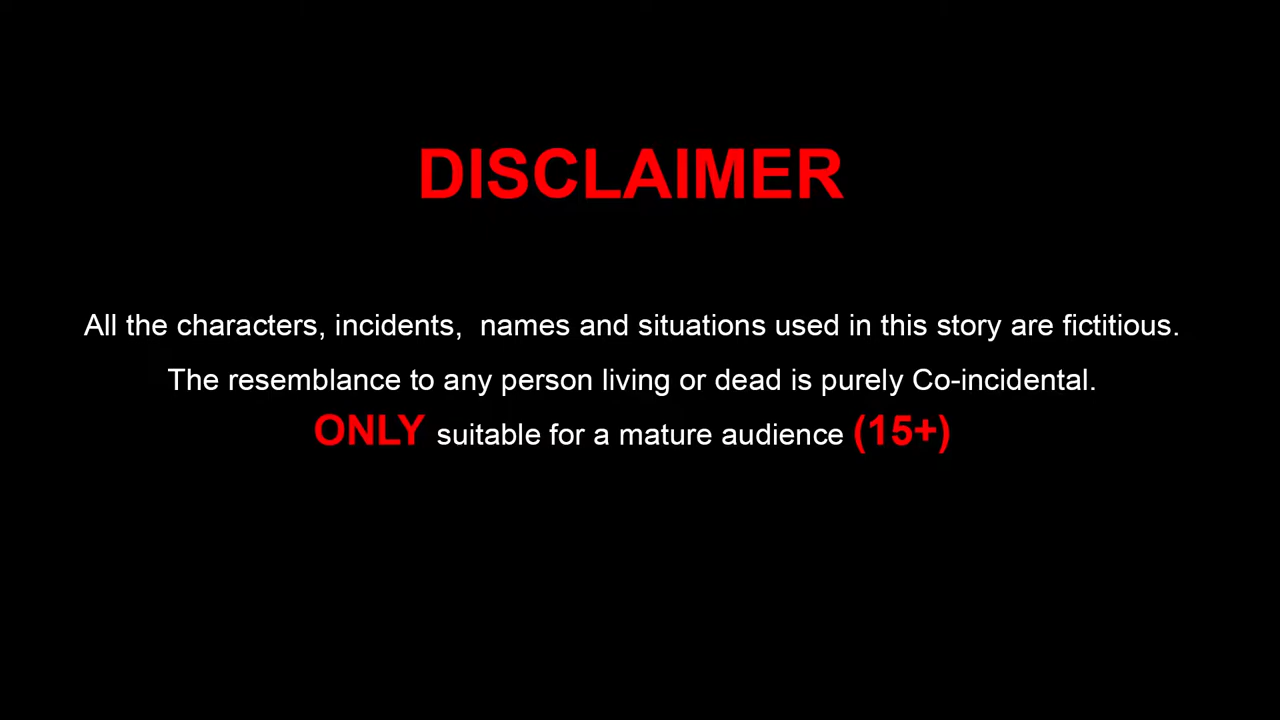 DISCLAIMER
All the characters, incidents,  names and situations used in this story are fictitious.
The resemblance to any person living or dead is purely Co-incidental.
ONLY suitable for a mature audience (15+)